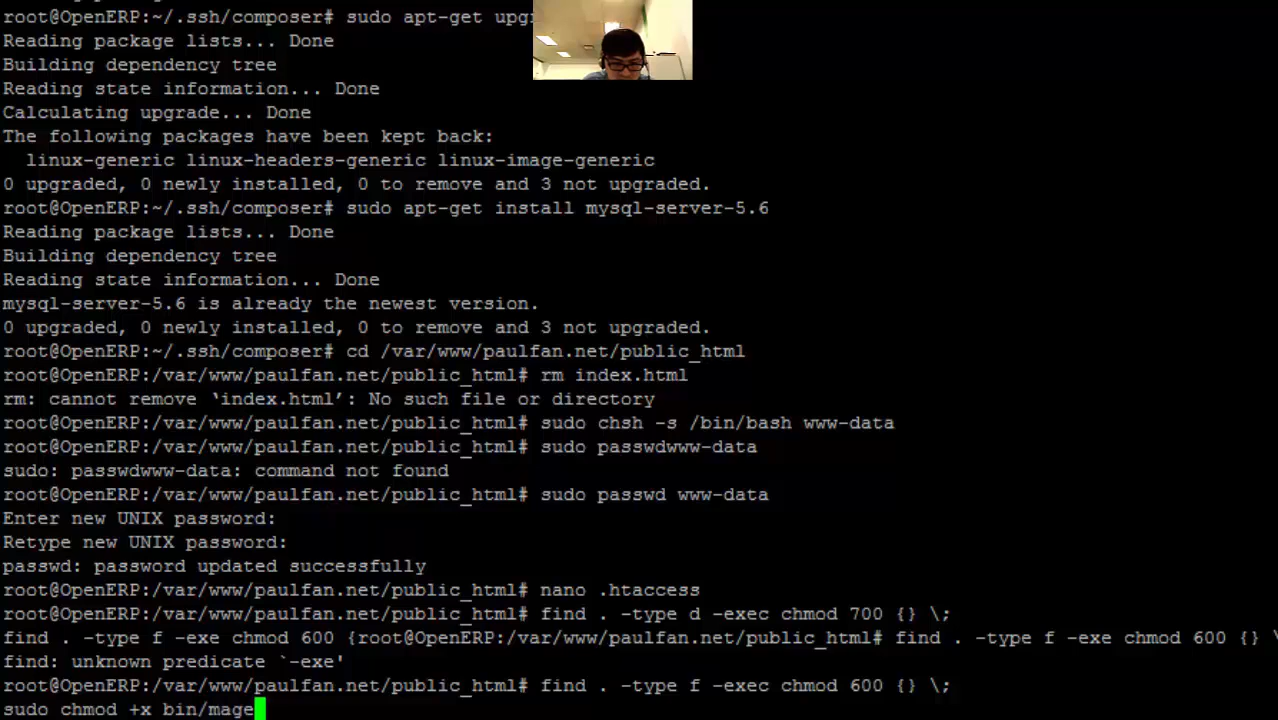 root@OpenERP:~/.ssh/composer# sudo apt-get
Reading package lists... Done
Building dependency tree
Reading state information... Done
Calculating upgrade... Done
The following packages have been kept back:
  linux-generic linux-headers-generic linux-image-generic
0 upgraded, 0 newly installed, 0 to remove and 3 not upgraded.
root@OpenERP:~/.ssh/composer# sudo apt-get install mysql-server-5.6
Reading package lists... Done
Building dependency tree
Reading state information... Done
mysql-server-5.6 is already the newest version.
0 upgraded, 0 newly installed, 0 to remove and 3 not upgraded.
root@OpenERP:~/.ssh/composer# cd /var/www/paulfan.net/public_html
root@OpenERP:/var/www/paulfan.net/public_html# rm index.html
rm: cannot remove ‘index.html’: No such file or directory
root@OpenERP:/var/www/paulfan.net/public_html# sudo chsh -s /bin/bash www-data
root@OpenERP:/var/www/paulfan.net/public_html# sudo passwdwww-data
sudo: passwdwww-data: command not found
root@OpenERP:/var/www/paulfan.net/public_html# sudo passwd www-data
Enter new UNIX password:
Retype new UNIX password:
passwd: password updated successfully
root@OpenERP:/var/www/paulfan.net/public_html# nano .htaccess
root@OpenERP:/var/www/paulfan.net/public_html# find . -type d -exec chmod 700 {} \;
find . -type f -exe chmod 600 {root@OpenERP:/var/www/paulfan.net/public_html# find . -type f -exe chmod 600 {} \
find: unknown predicate `-exe'
root@OpenERP:/var/www/paulfan.net/public_html# find . -type f -exec chmod 600 {} \;
sudo chmod +x bin/mage